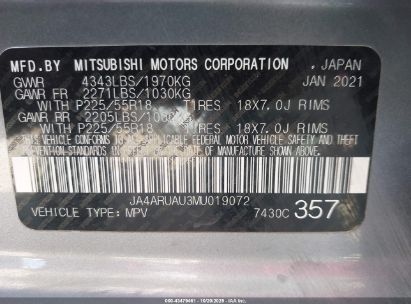 MFD.BY MITSUBISHI MOTORS CORPORATION , JAPAN
GVWR 4343LBS/1970KG JAN 2021
GAWR FR 2271LBS/1030KG
WITH P225/55R18 TIRES 18X7.0J RIMS
GAWR RR 2205LBS/1000KG
WITH P225/55R18 TIRES 18X7.0J RIMS
THIS VEHICLE CONFORMS TO ALL APPLICABLE FEDERAL MOTOR VEHICLE SAFETY
AND THEFT PREVENTION STANDARDS IN EFFECT ON THE DATE OF MANUFACTURE SHOWN ABOVE.
JA4ARUAU3MU019072
VEHICLE TYPE: MPV 7430C 357